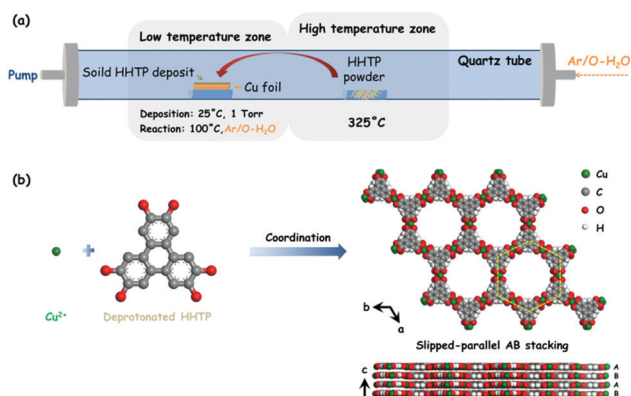 (a)
Low temperature zone
High temperature zone
Soild HHTP deposit
Cu foil
HHTP
powder
Quartz tube
Ar/O-H₂O
Pump
Deposition: 25°C, 1 Torr
Reaction: 100°C, Ar/O-H₂O
325°C
(b)
Cu
C
O
H
Coordination
Cu²⁺
Deprotonated HHTP
b
a
Slipped-parallel AB stacking
c
A
B
A
B